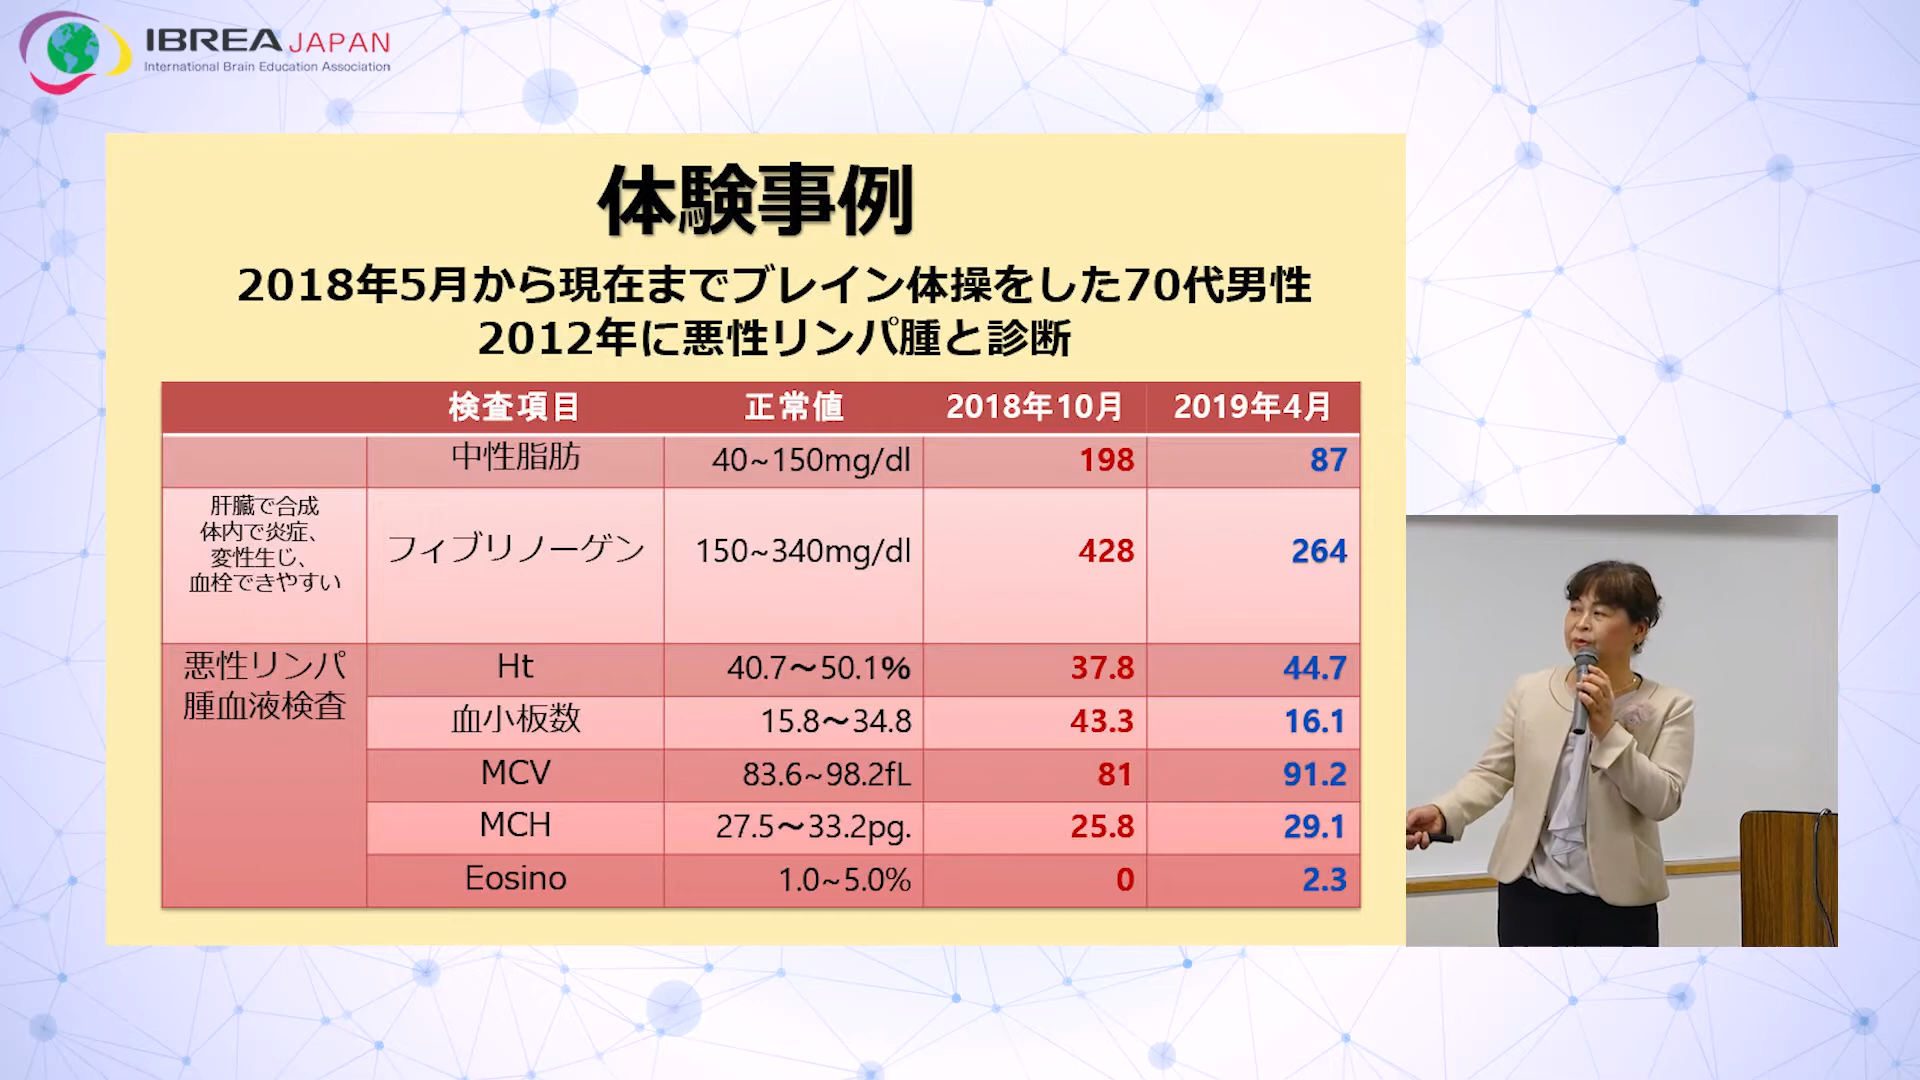 IBREA JAPAN
International Brain Education Association
体験事例
2018年5月から現在までブレイン体操をした70代男性
2012年に悪性リンパ腫と診断
検査項目 正常値 2018年10月 2019年4月
中性脂肪 40~150mg/dl 198 87
肝臓で合成
体内で炎症、
変性生じ、
血栓できやすい
フィブリノーゲン 150~340mg/dl 428 264
悪性リンパ
腫血液検査
Ht 40.7～50.1% 37.8 44.7
血小板数 15.8～34.8 43.3 16.1
MCV 83.6~98.2fL 81 91.2
MCH 27.5～33.2pg. 25.8 29.1
Eosino 1.0~5.0% 0 2.3